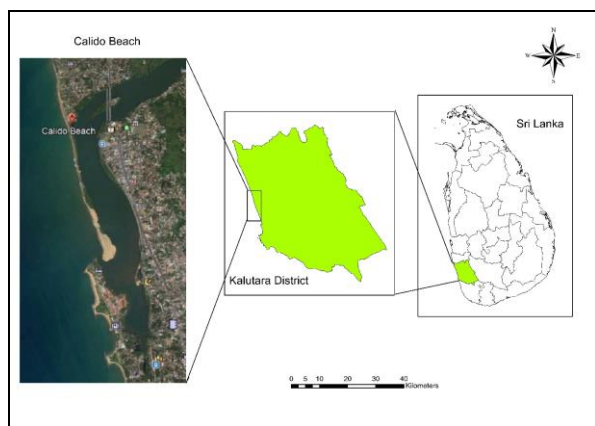 Calido Beach
N
W E
S
Sri Lanka
Calido Beach
Kalutara District
0 5 10 20 30 40
Kilometers